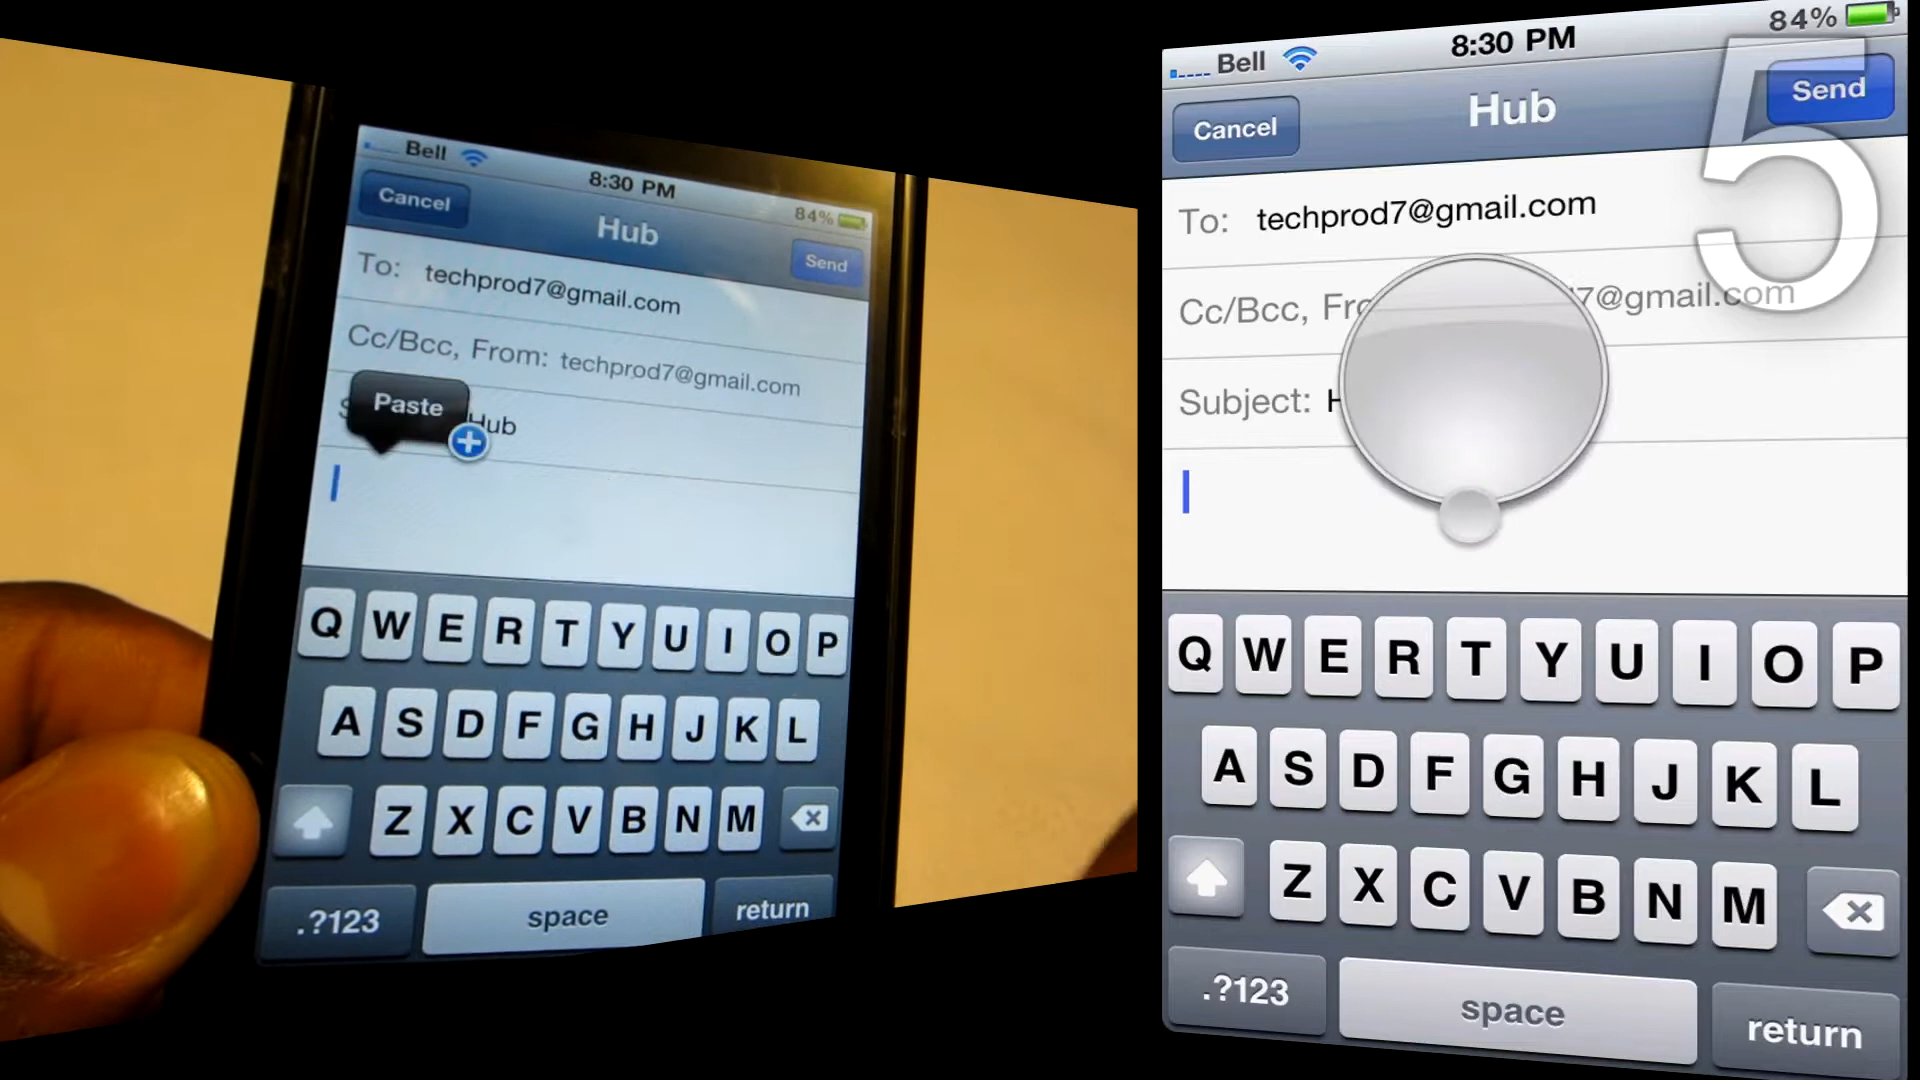 Bell
8:30 PM
84%
Cancel
Hub
Send
To: techprod7@gmail.com
Cc/Bcc, From: techprod7@gmail.com
Paste
Hub
Q W E R T Y U I O P
A S D F G H J K L
Z X C V B N M
.?123
space
return
Bell
8:30 PM
84%
5
Cancel
Hub
Send
To: techprod7@gmail.com
Cc/Bcc, 7@gmail.com
Subject:
Q W E R T Y U I O P
A S D F G H J K L
Z X C V B N M
.?123
space
return